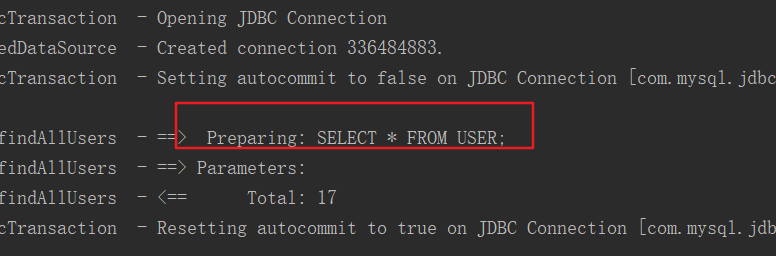 cTransaction - Opening JDBC Connection
edDataSource - Created connection 336484883.
cTransaction - Setting autocommit to false on JDBC Connection [com.mysql.jdbc
findAllUsers - ==> Preparing: SELECT * FROM USER;
findAllUsers - ==> Parameters:
findAllUsers - <== Total: 17
cTransaction - Resetting autocommit to true on JDBC Connection [com.mysql.jdb